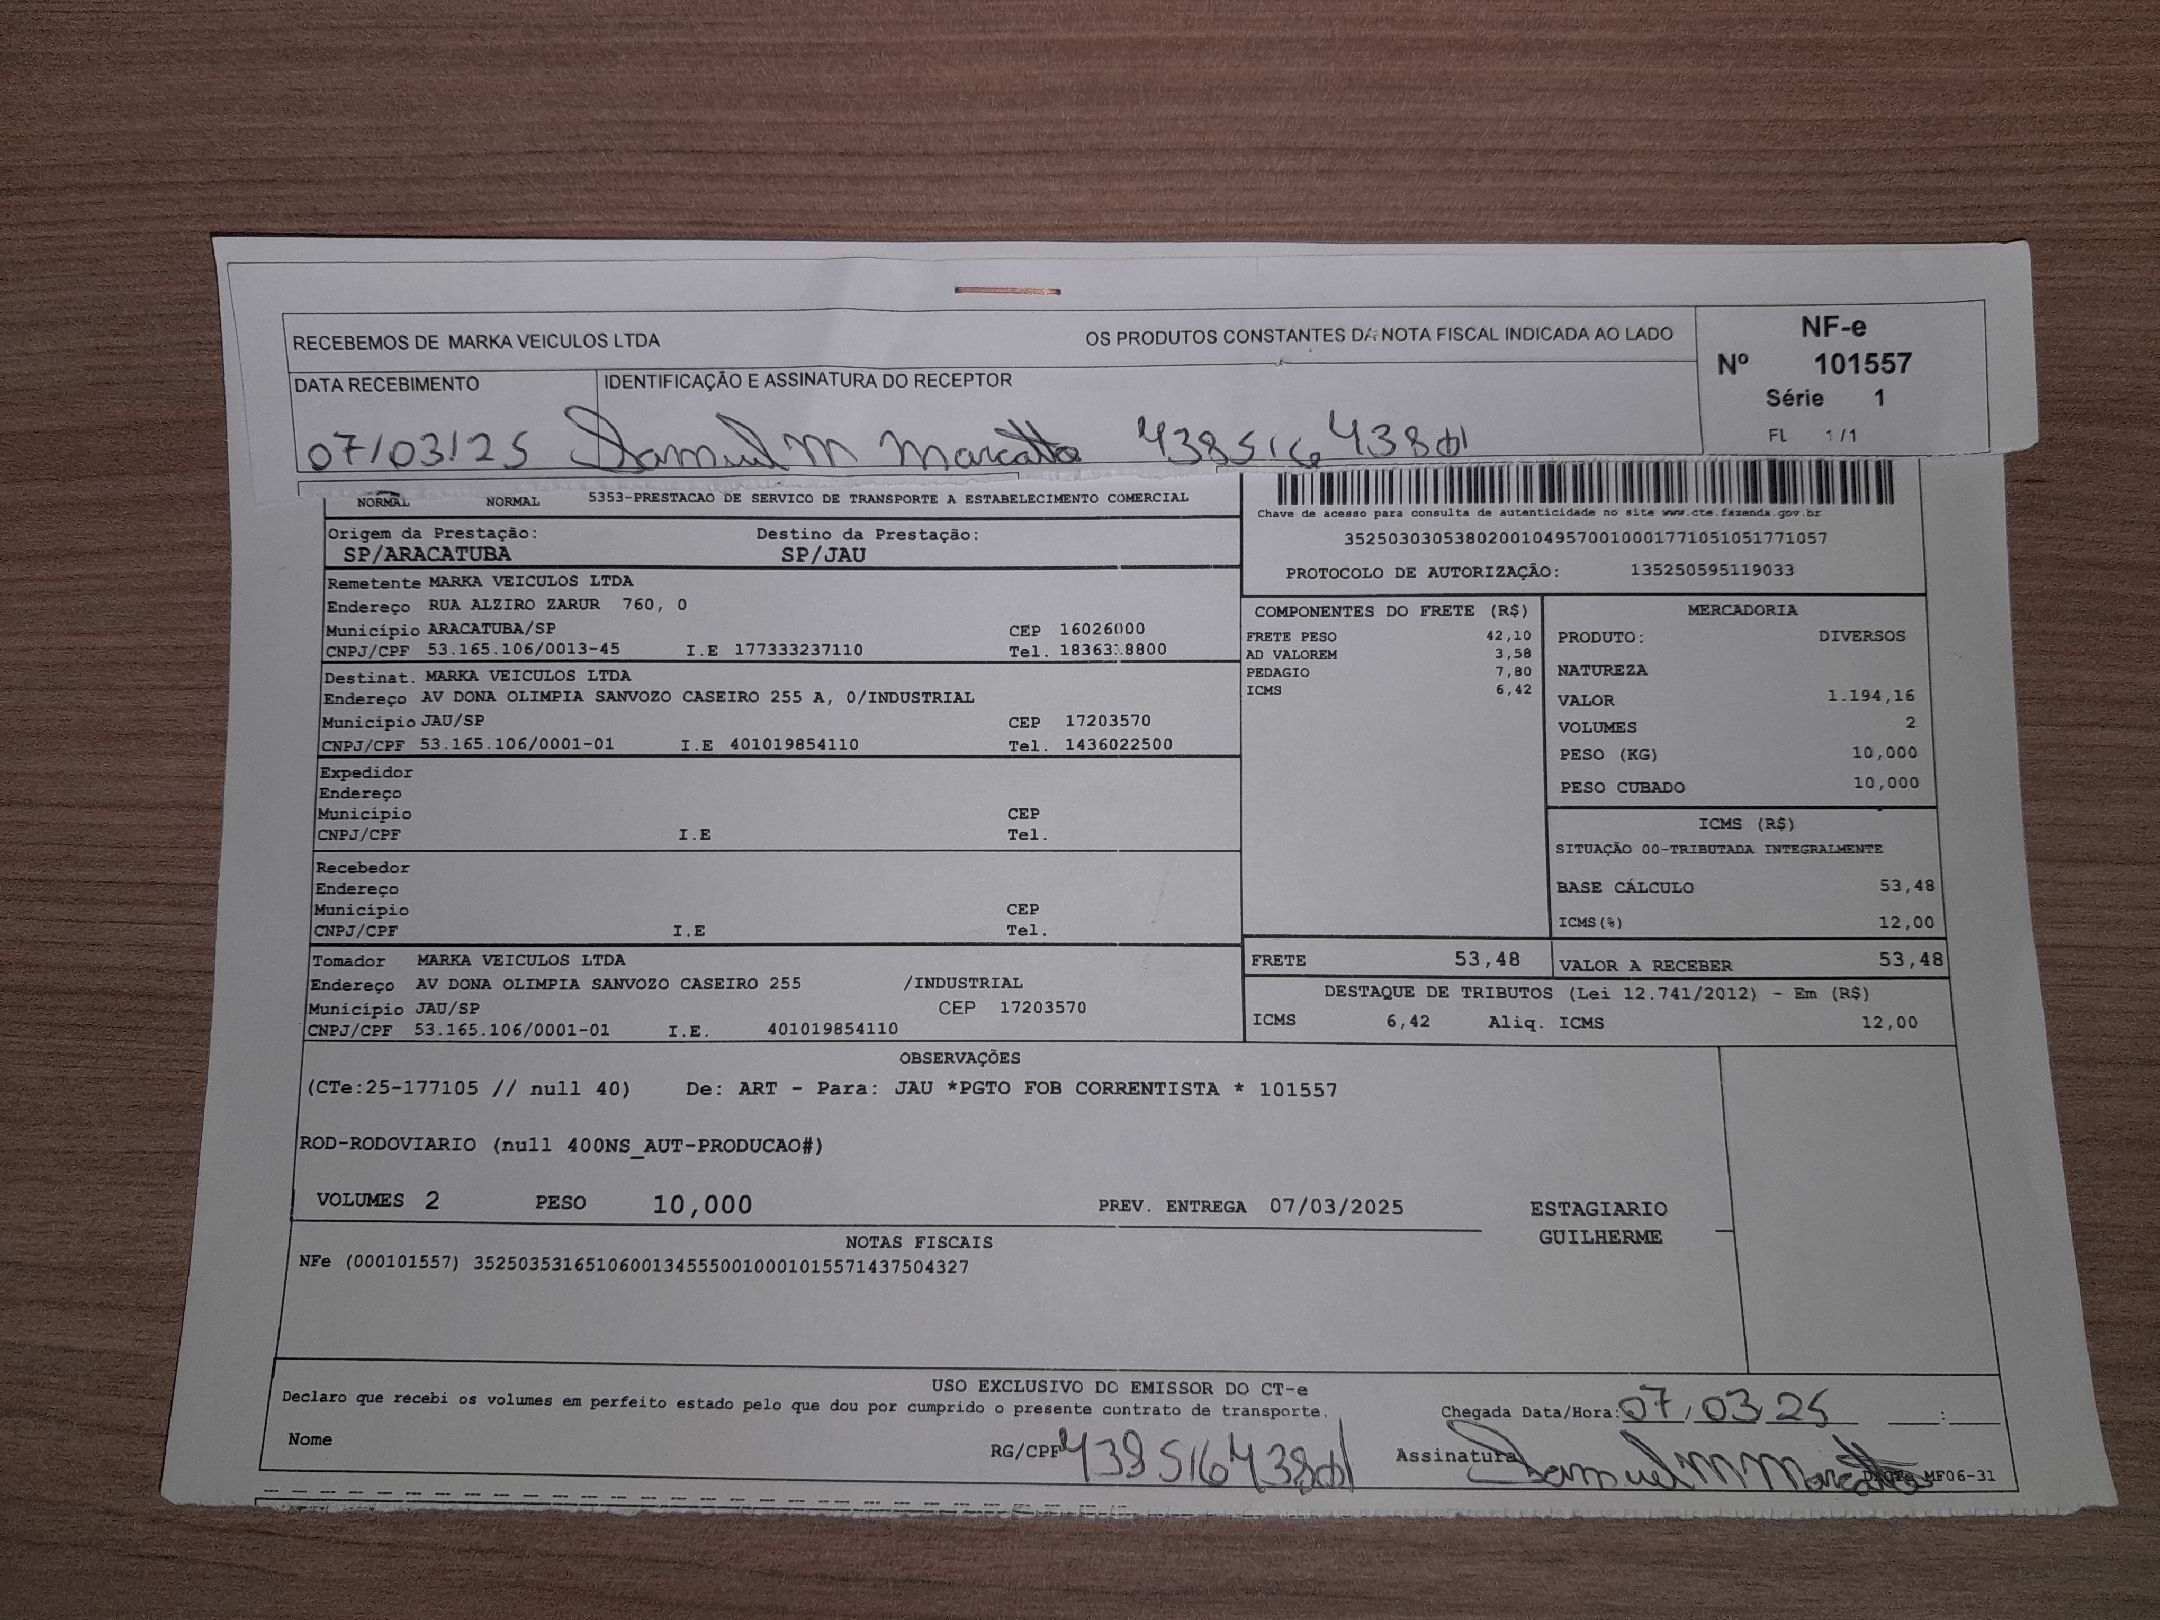 RECEBEMOS DE MARKA VEICULOS LTDA OS PRODUTOS CONSTANTES DA NOTA FISCAL INDICADA AO LADO
NF-e
Nº 101557
Série 1
FL 1/1
DATA RECEBIMENTO IDENTIFICAÇÃO E ASSINATURA DO RECEPTOR
07/03/25 Samuel M Marcatto
NORMAL NORMAL 5353-PRESTACAO DE SERVICO DE TRANSPORTE A ESTABELECIMENTO COMERCIAL
Chave de acesso para consulta de autenticidade no site www.cte.fazenda.gov.br
35250303053802001049570010001771051051771057
PROTOCOLO DE AUTORIZAÇÃO: 135250595119033
Origem da Prestação: Destino da Prestação:
SP/ARACATUBA SP/JAU
Remetente MARKA VEICULOS LTDA
Endereço RUA ALZIRO ZARUR 760, 0
Município ARACATUBA/SP CEP 16026000
CNPJ/CPF 53.165.106/0013-45 I.E 177333237110 Tel.
Destinat. MARKA VEICULOS LTDA
Endereço AV DONA OLIMPIA SANVOZO CASEIRO 255 A, 0/INDUSTRIAL
Município JAU/SP CEP 17203570
CNPJ/CPF 53.165.106/0001-01 I.E 401019854110 Tel. 1436022500
Expedidor
Endereço
Município CEP
CNPJ/CPF I.E Tel.
Recebedor
Endereço
Município CEP
CNPJ/CPF I.E Tel.
Tomador MARKA VEICULOS LTDA
Endereço AV DONA OLIMPIA SANVOZO CASEIRO 255 /INDUSTRIAL
Município JAU/SP CEP 17203570
CNPJ/CPF 53.165.106/0001-01 I.E. 401019854110
COMPONENTES DO FRETE (R$)
FRETE PESO 42,10
AD VALOREM 3,58
PEDAGIO 7,80
ICMS 6,42
MERCADORIA
PRODUTO: DIVERSOS
NATUREZA
VALOR 1.194,16
VOLUMES 2
PESO (KG) 10,000
PESO CUBADO 10,000
ICMS (R$)
SITUAÇÃO 00-TRIBUTADA INTEGRALMENTE
BASE CÁLCULO 53,48
ICMS(%) 12,00
FRETE 53,48 VALOR A RECEBER 53,48
DESTAQUE DE TRIBUTOS (Lei 12.741/2012) - Em (R$)
ICMS 6,42 Aliq. ICMS 12,00
OBSERVAÇÕES
(CTe:25-177105 // null 40) De: ART - Para: JAU *PGTO FOB CORRENTISTA * 101557
ROD-RODOVIARIO (null 400NS_AUT-PRODUCAO#)
VOLUMES 2 PESO 10,000 PREV. ENTREGA 07/03/2025 ESTAGIARIO
GUILHERME
NOTAS FISCAIS
NFe (000101557) 35250353165106001345550010001015571437504327
USO EXCLUSIVO DO EMISSOR DO CT-e
Declaro que recebi os volumes em perfeito estado pelo que dou por cumprido o presente contrato de transporte.
Chegada Data/Hora: 07/03/25 :
Nome RG/CPF Assinatura Samuel M Marcatto
MF06-31